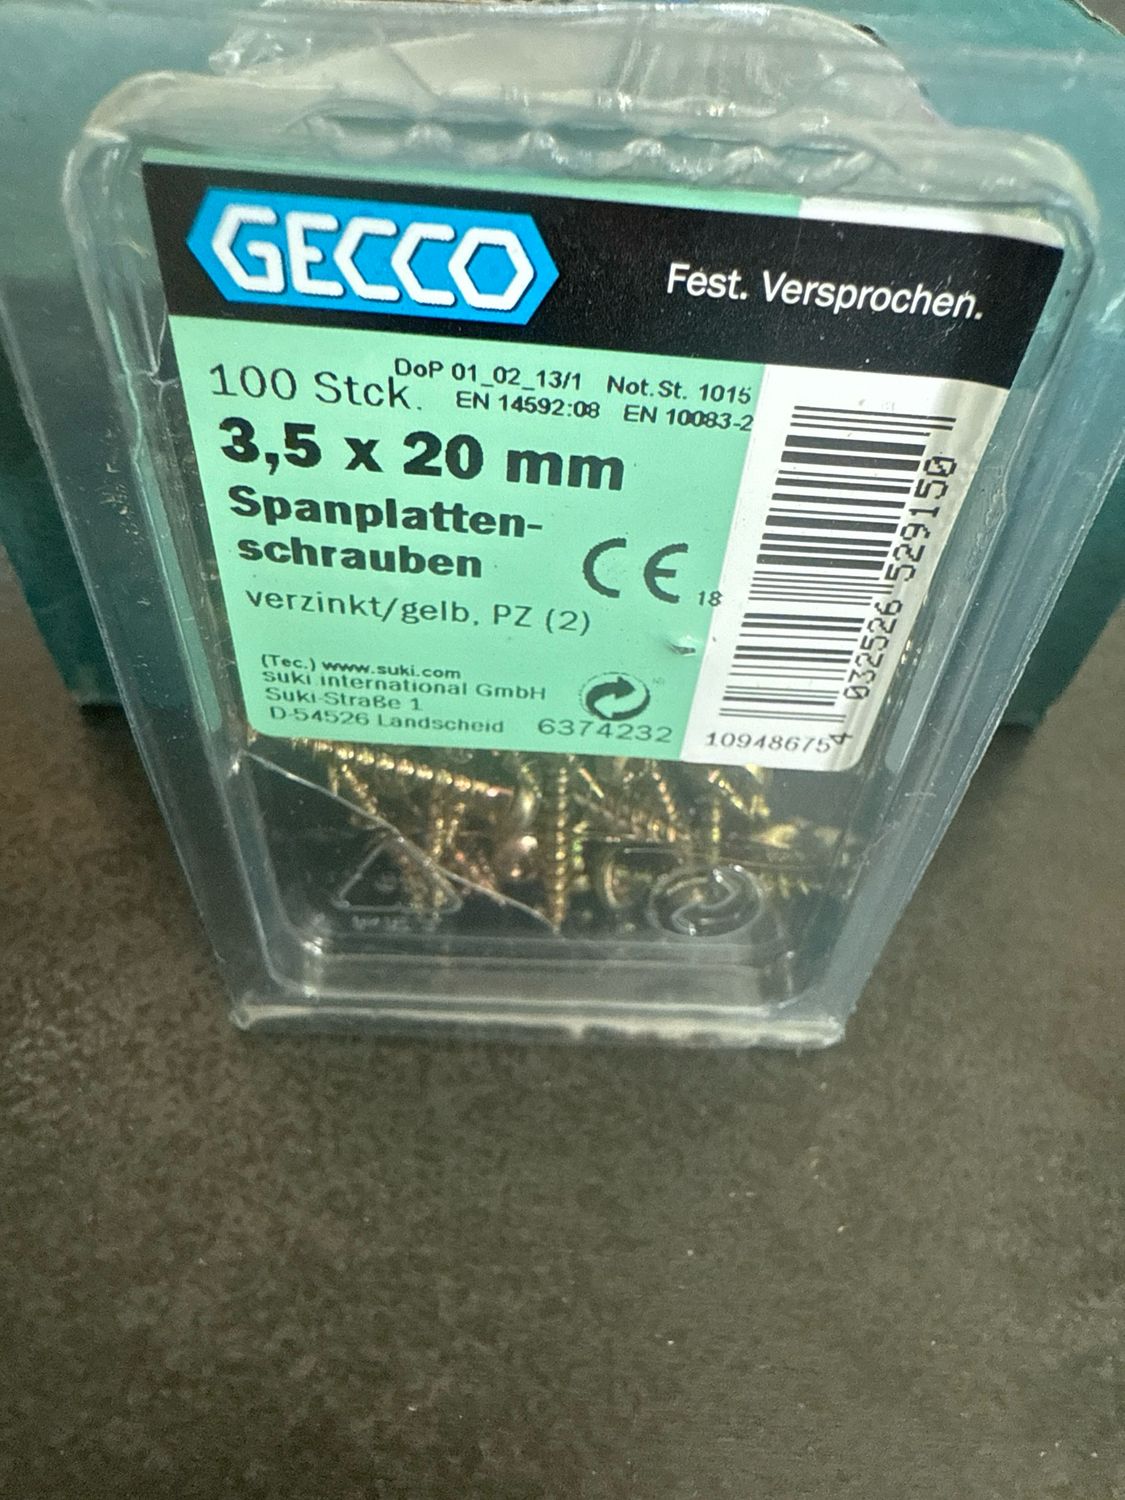 GECCO
Fest. Versprochen.
DoP 01_02_13/1 Not.St. 1015
100 Stck. EN 14592:08 EN 10083-2
3,5 x 20 mm
Spanplatten-
schrauben
CE 18
verzinkt/gelb, PZ (2)
(Tec.) www.suki.com
suki international GmbH
Suki-Straße 1
D-54526 Landscheid 6374232
032526 529150
4
10948675